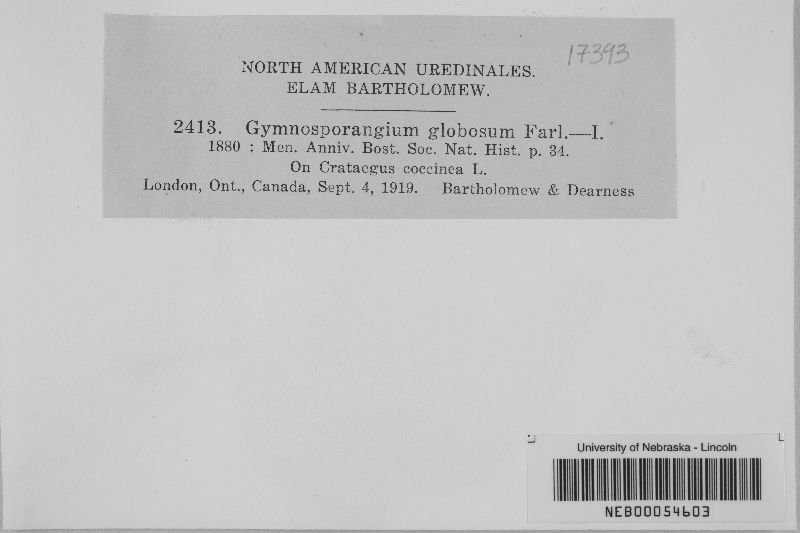 17393
NORTH AMERICAN UREDINALES.
ELAM BARTHOLOMEW.
2413. Gymnosporangium globosum Farl.—I.
1880 : Men. Anniv. Bost. Soc. Nat. Hist. p. 34.
On Crataegus coccinea L.
London, Ont., Canada, Sept. 4, 1919. Bartholomew & Dearness
University of Nebraska - Lincoln
NEB00054603